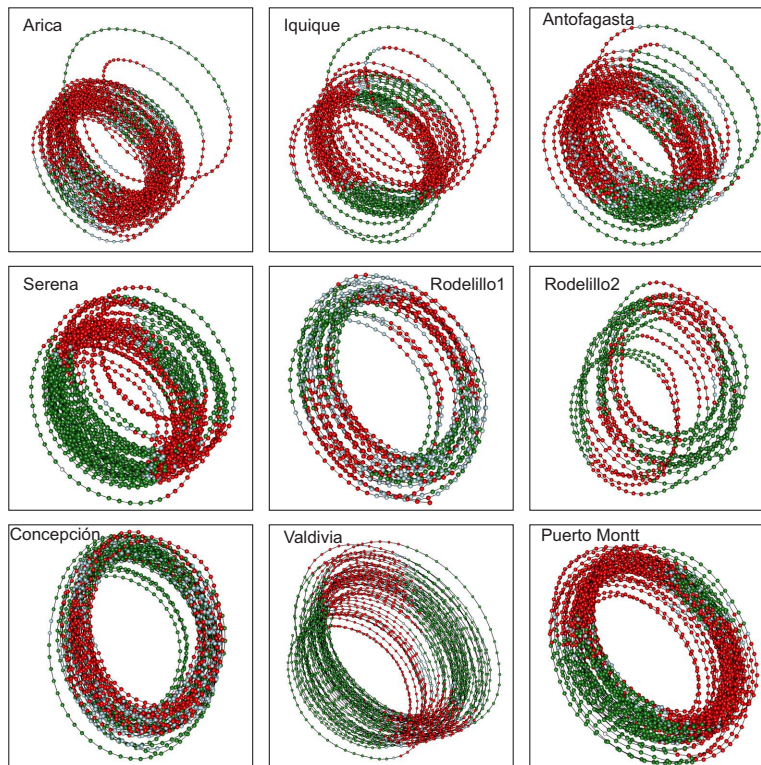 Arica
Iquique
Antofagasta
Serena
Rodelillo1
Rodelillo2
Concepción
Valdivia
Puerto Montt